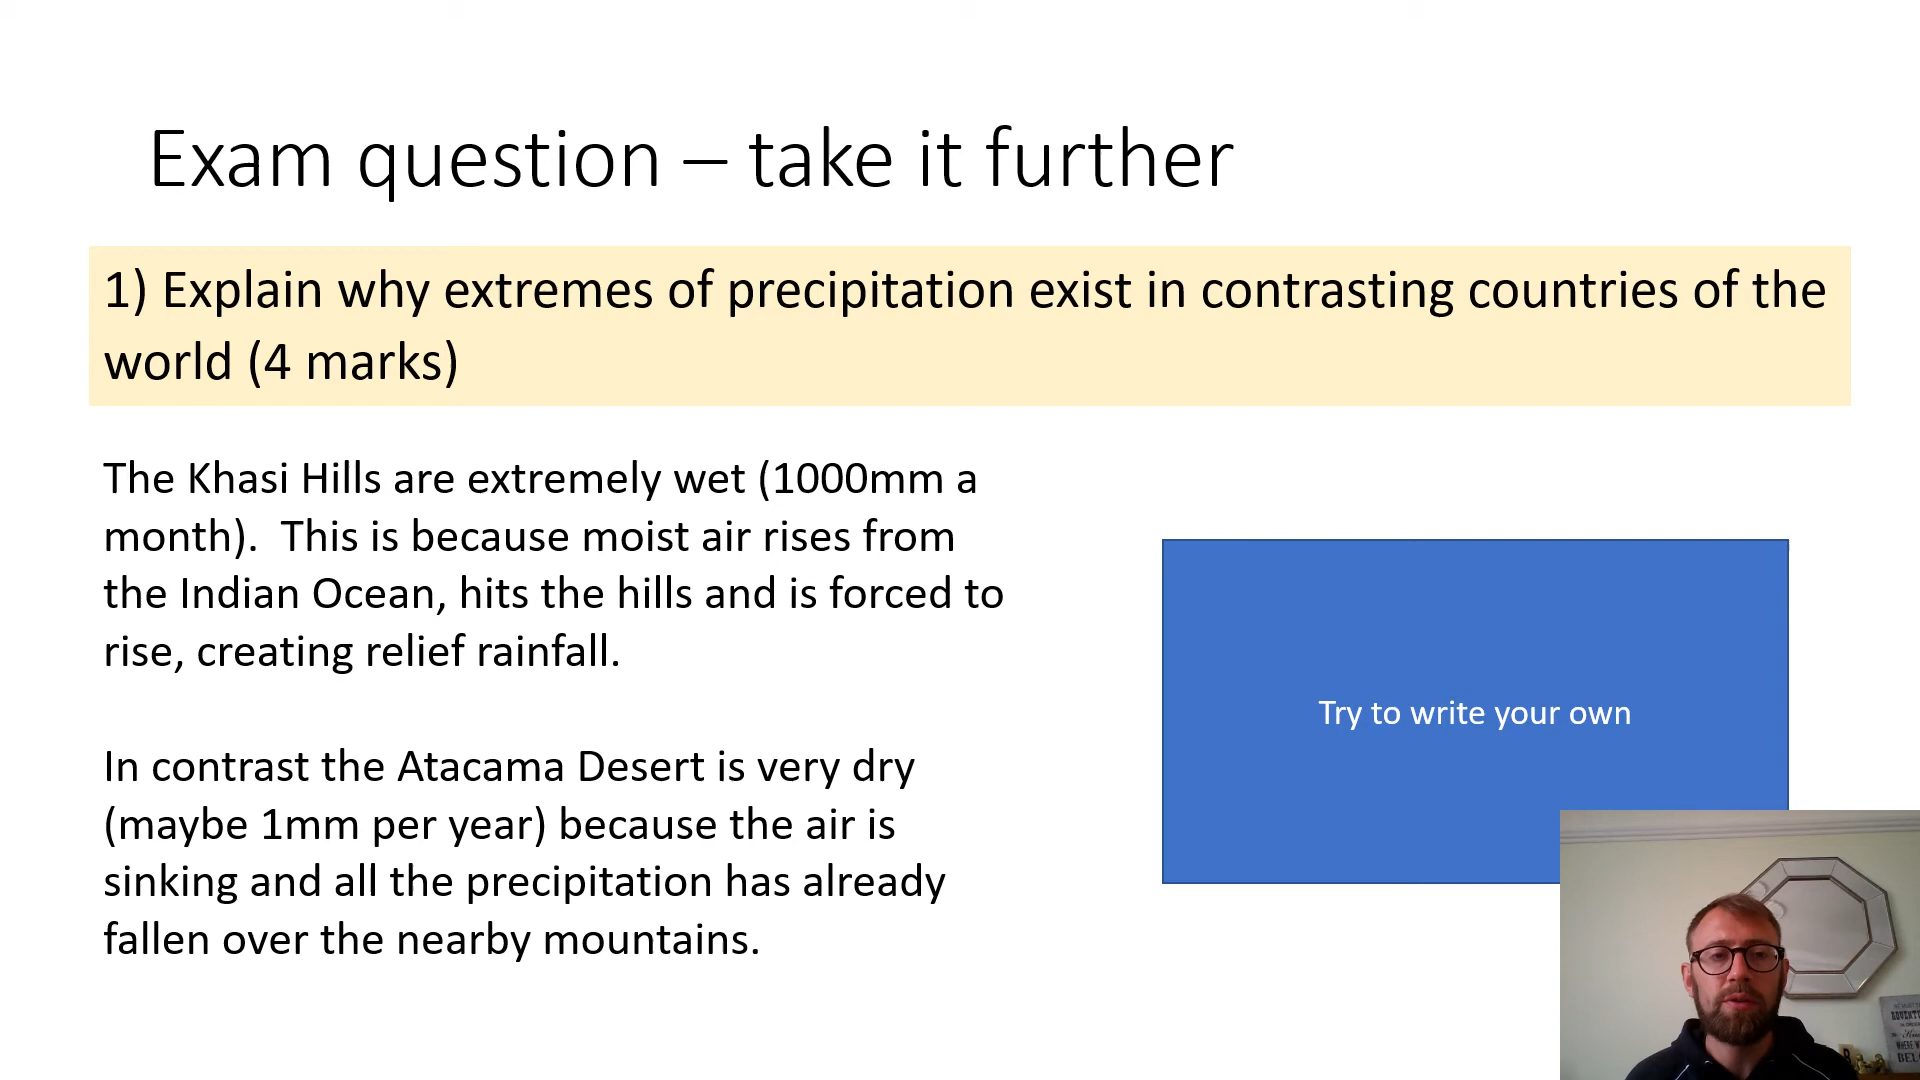 Exam question – take it further
1) Explain why extremes of precipitation exist in contrasting countries of the
world (4 marks)
The Khasi Hills are extremely wet (1000mm a
month).  This is because moist air rises from
the Indian Ocean, hits the hills and is forced to
rise, creating relief rainfall.
In contrast the Atacama Desert is very dry
(maybe 1mm per year) because the air is
sinking and all the precipitation has already
fallen over the nearby mountains.
Try to write your own